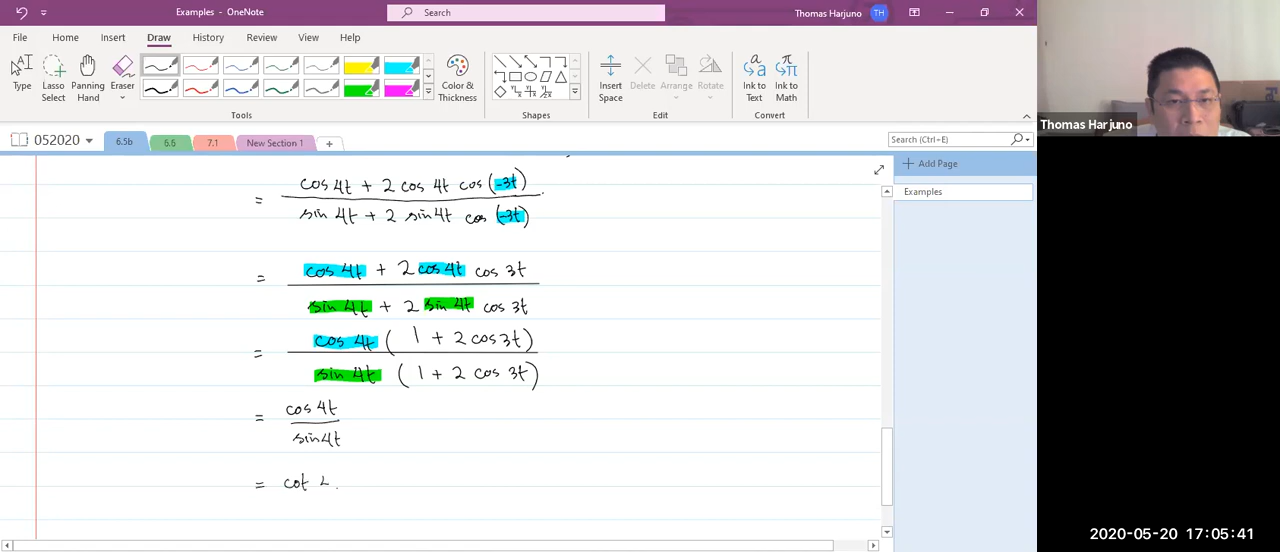 Examples - OneNote
Search
Thomas Harjuno TH
File Home Insert Draw History Review View Help
Type Lasso Select Panning Hand Eraser Color & Thickness Insert Space Delete Arrange Rotate Ink to Text Ink to Math
Tools Shapes Edit Convert
052020 6.5b 6.6 7.1 New Section 1 + Search (Ctrl+E)
Add Page
Examples
Thomas Harjuno
cos 4t + 2 cos 4t cos (-3t)
=
sin 4t + 2 sin 4t cos (-3t)
cos 4t + 2 cos 4t cos 3t
=
sin 4t + 2 sin 4t cos 3t
cos 4t ( 1 + 2 cos 3t )
=
sin 4t ( 1 + 2 cos 3t )
cos 4t
=
sin 4t
= cot 4
2020-05-20 17:05:41